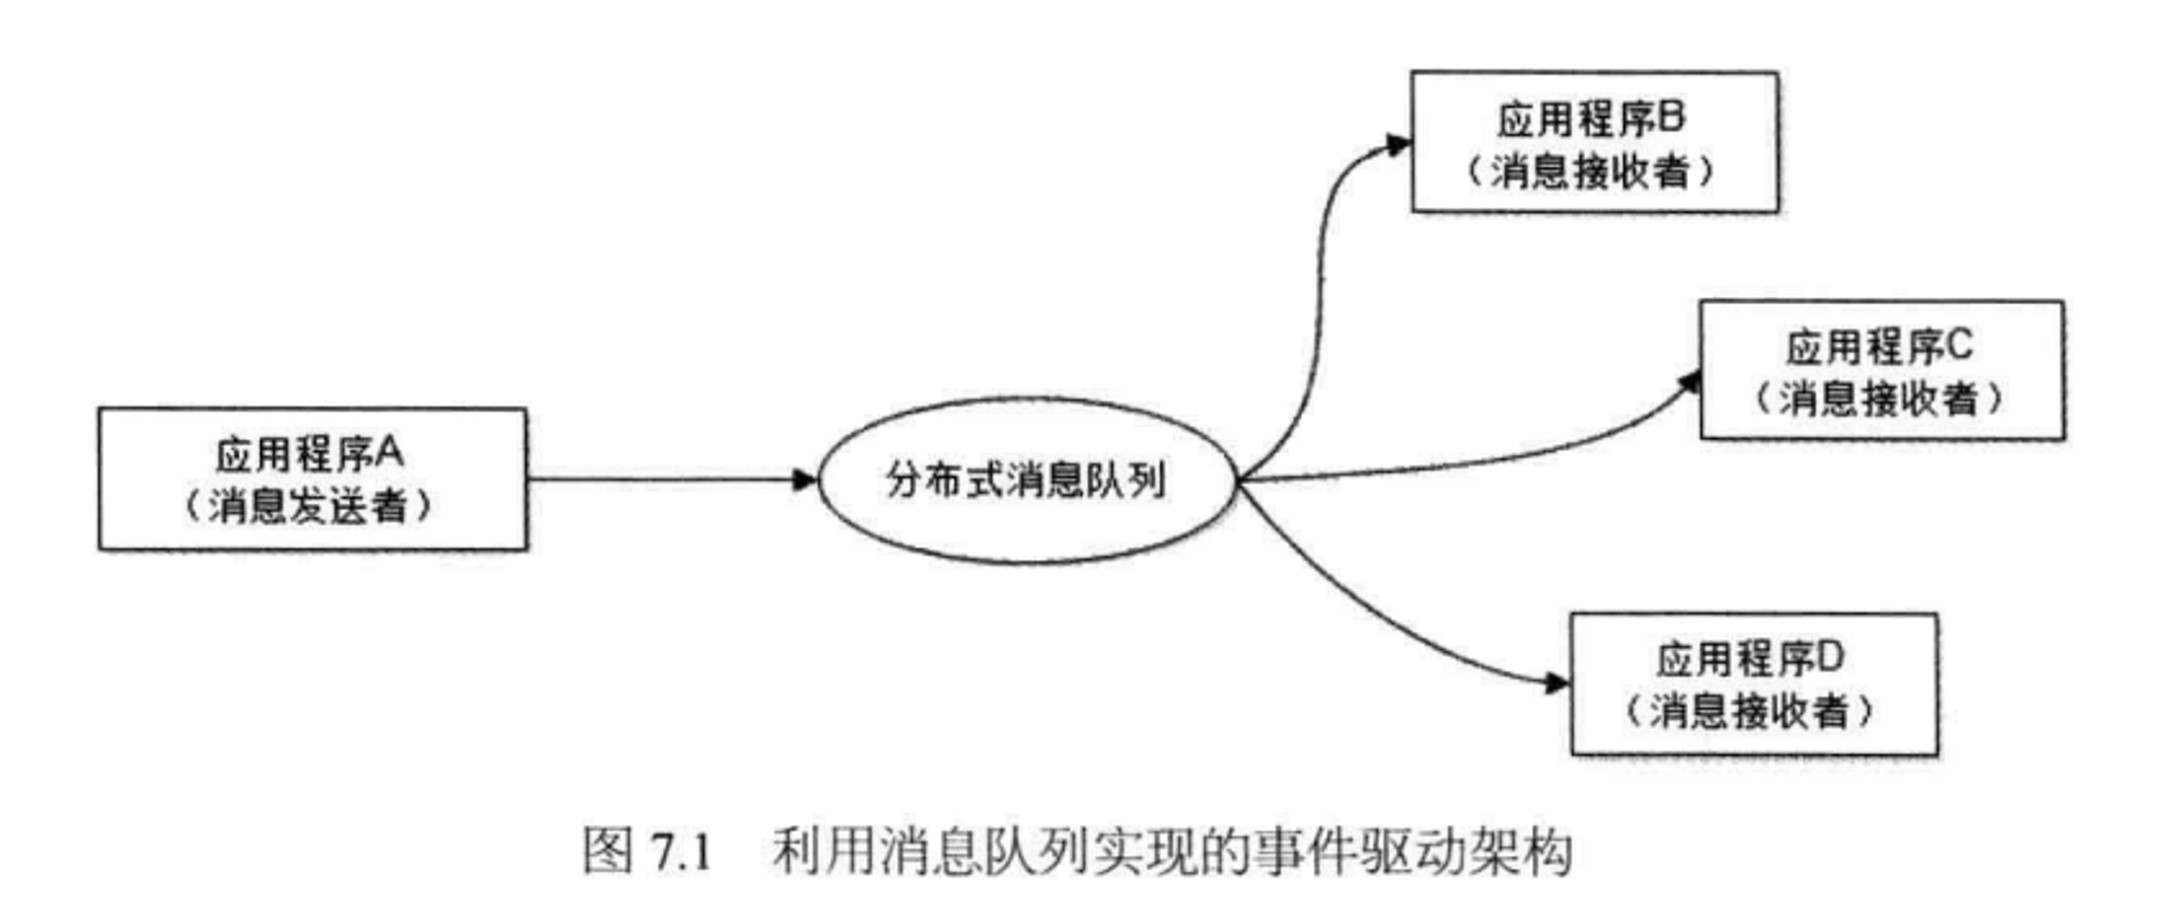 应用程序B
（消息接收者）
应用程序C
（消息接收者）
应用程序A
（消息发送者）
分布式消息队列
应用程序D
（消息接收者）
图 7.1 利用消息队列实现的事件驱动架构